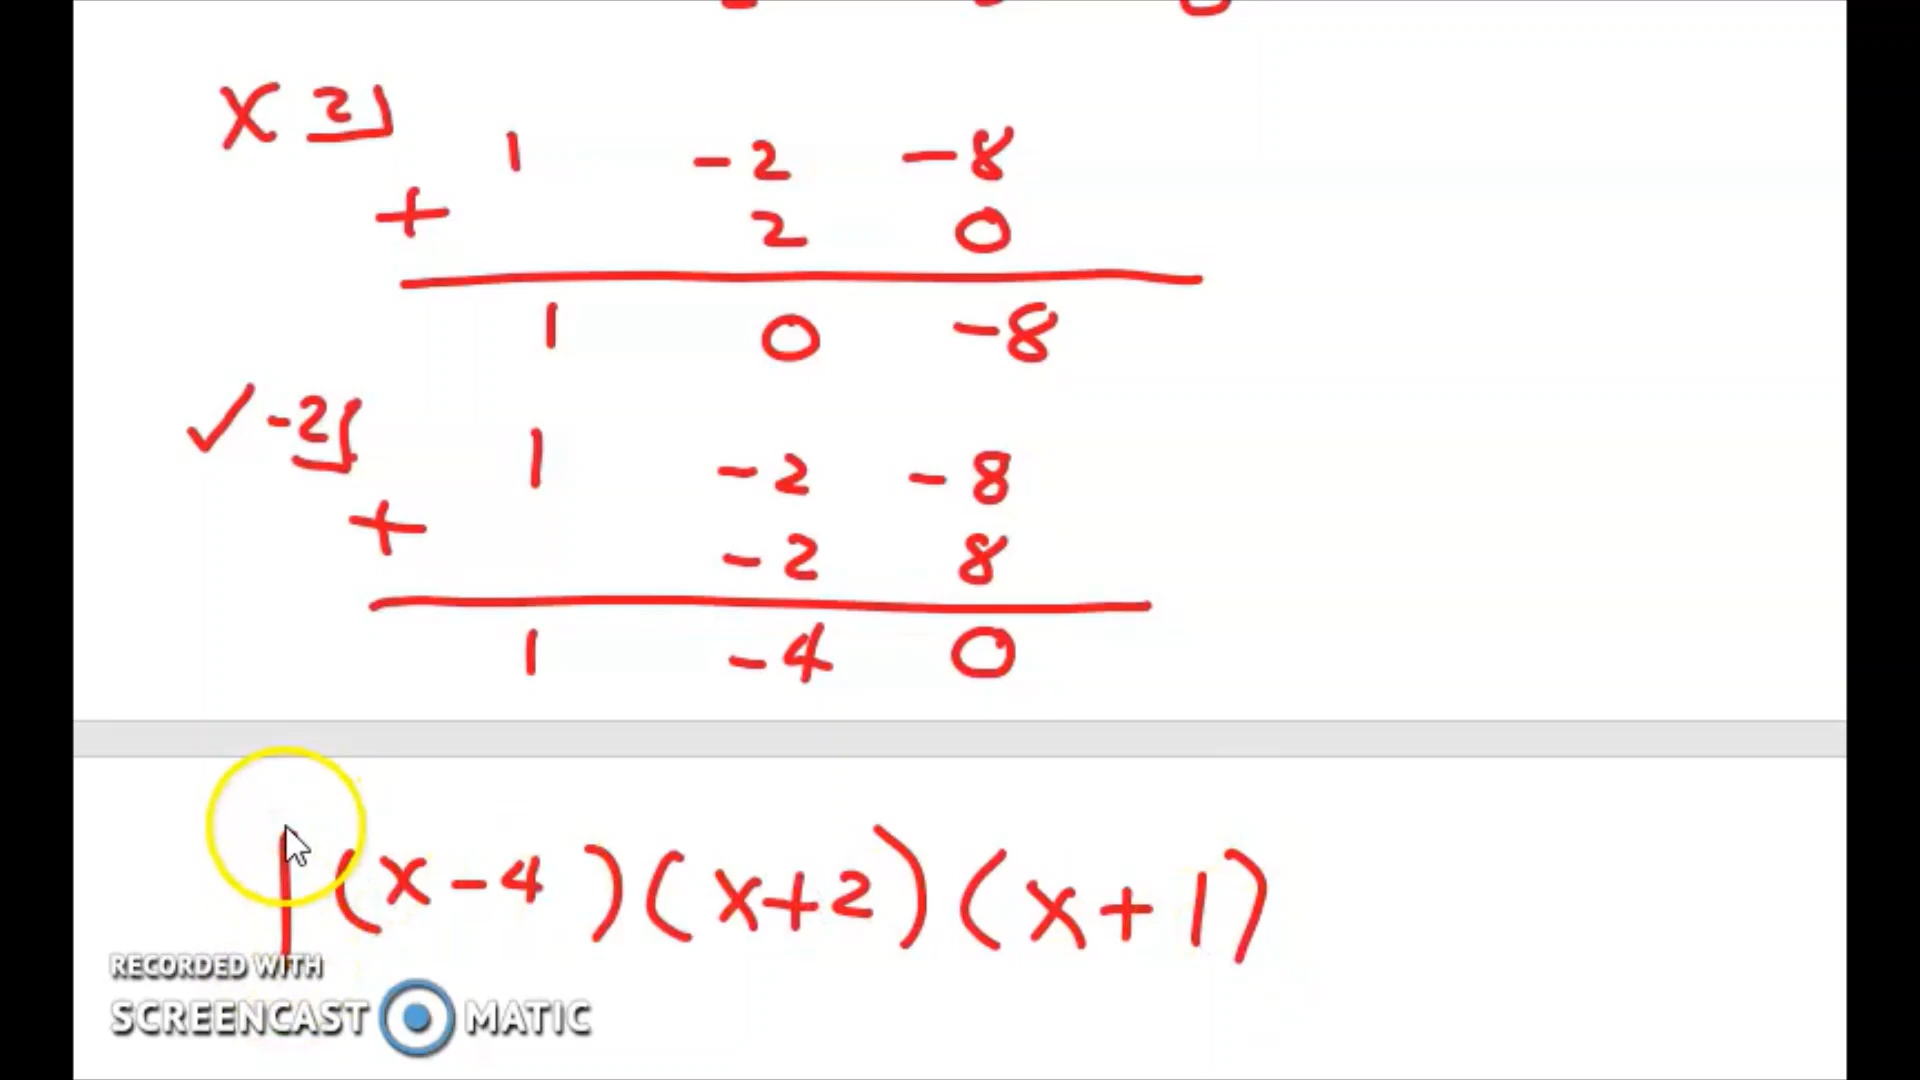 X 2
1 -2 -8
+ 2 0
1 0 -8
✓ -2
1 -2 -8
+ -2 8
1 -4 0
1 (x-4)(x+2)(x+1)
RECORDED WITH
SCREENCAST MATIC